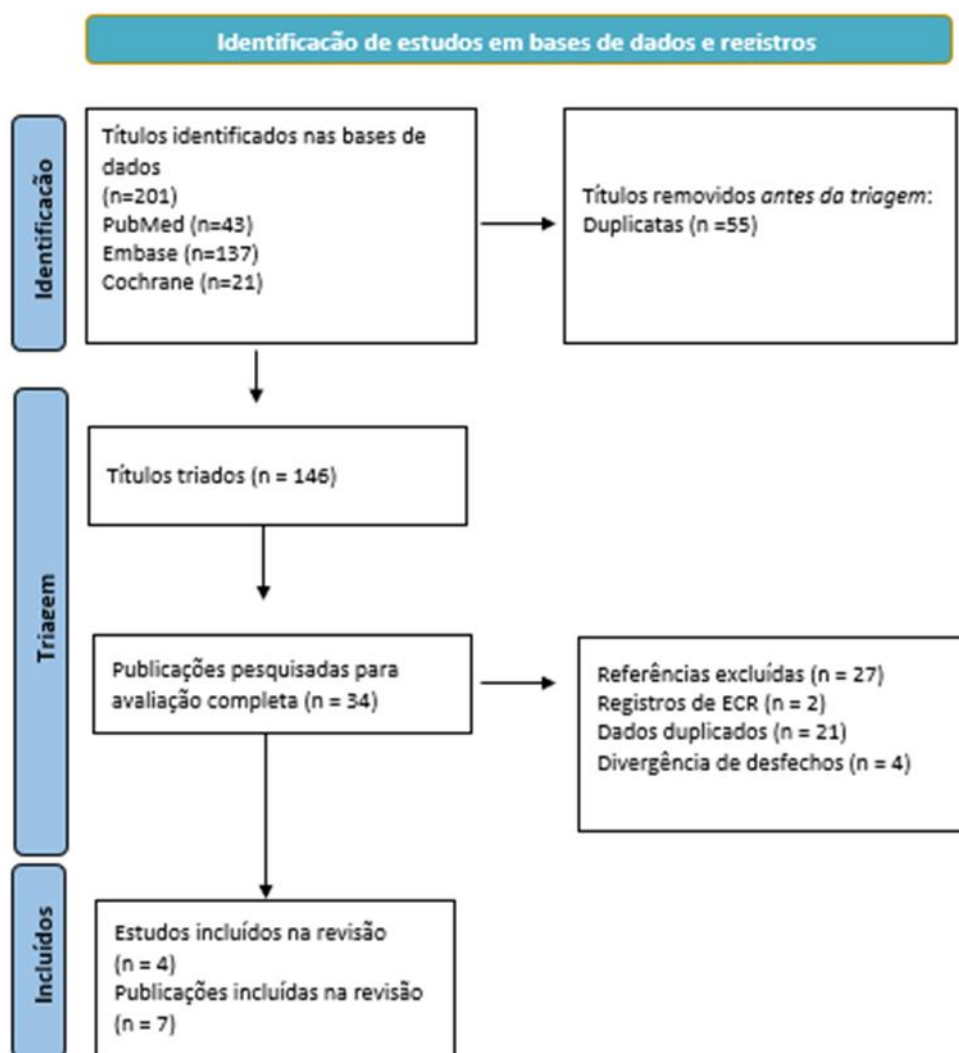 Identificação de estudos em bases de dados e registros
Identificação
Títulos identificados nas bases de
dados
(n=201)
PubMed (n=43)
Embase (n=137)
Cochrane (n=21)
Títulos removidos antes da triagem:
Duplicatas (n =55)
Triagem
Títulos triados (n = 146)
Publicações pesquisadas para
avaliação completa (n = 34)
Referências excluídas (n = 27)
Registros de ECR (n = 2)
Dados duplicados (n = 21)
Divergência de desfechos (n = 4)
Incluídos
Estudos incluídos na revisão
(n = 4)
Publicações incluídas na revisão
(n = 7)